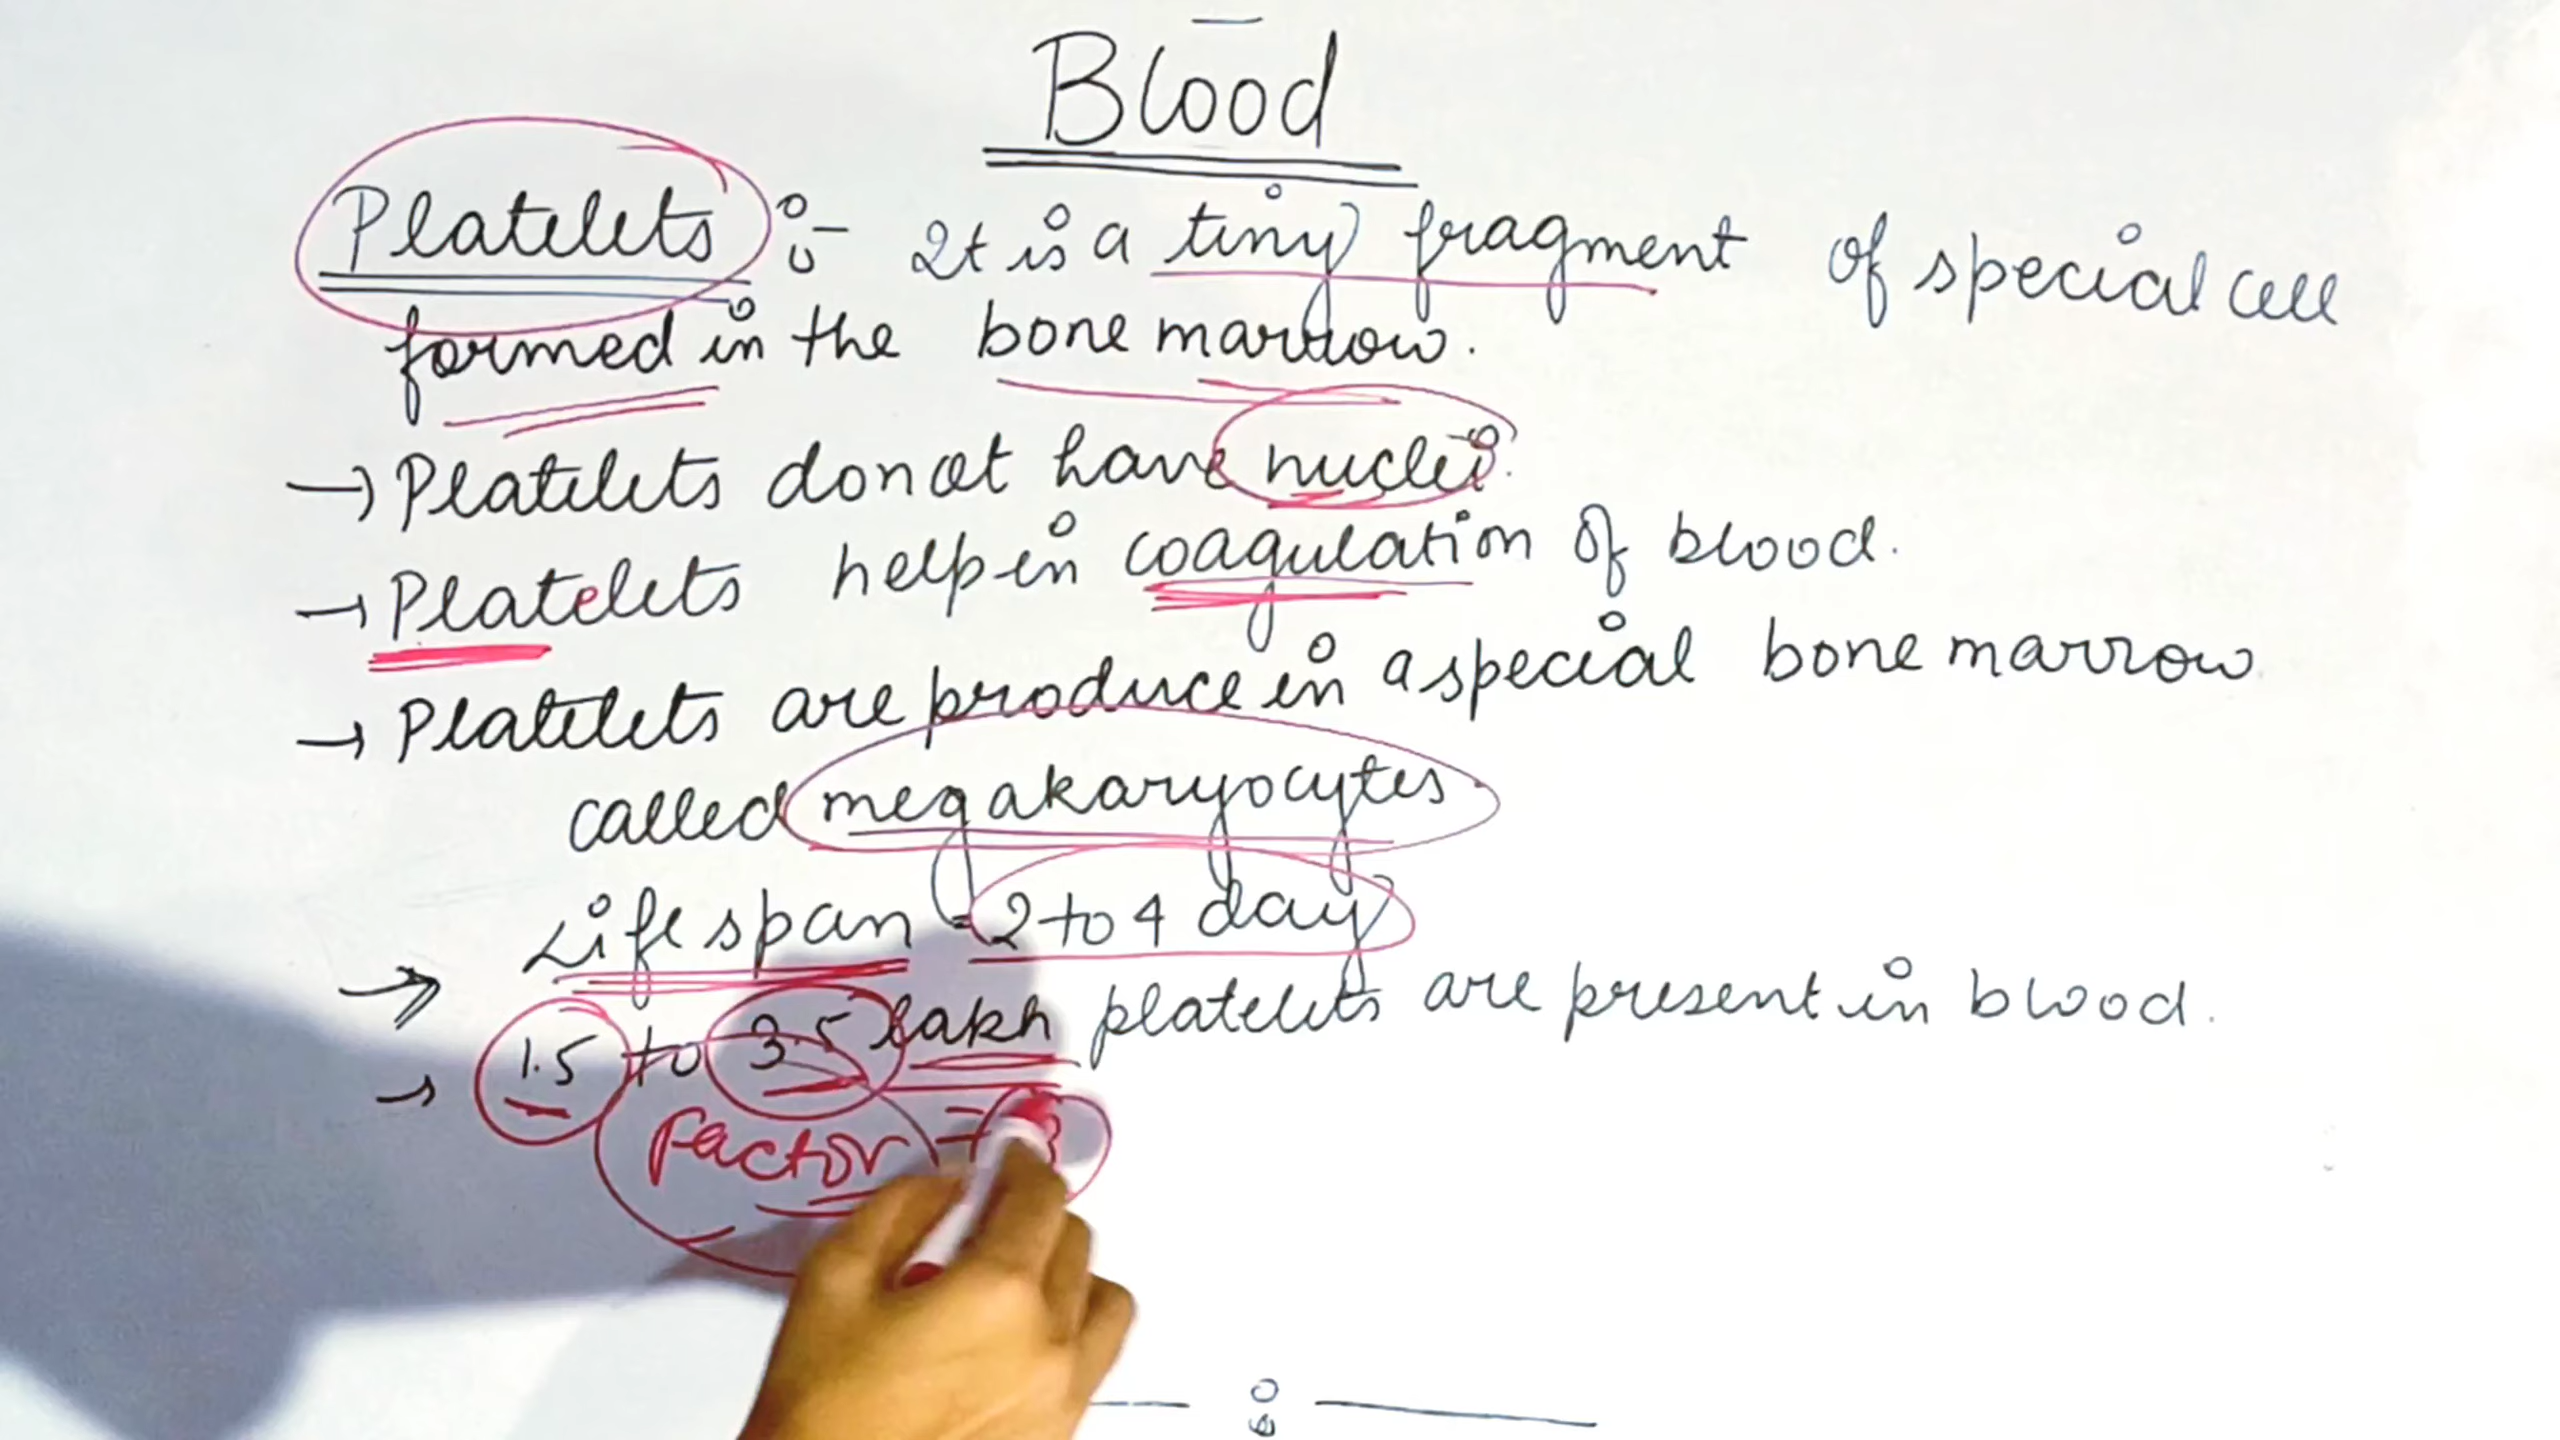 Blood
Platelets :- It is a tiny fragment of special cell
formed in the bone marrow.
→ Platelets donot have nuclei.
→ Platelets help in coagulation of blood.
→ Platelets are produce in a special bone marrow
called megakaryocytes
→ Life span = 2 to 4 day
→ 1.5 to 3.5 lakh platelets are present in blood.
factor =